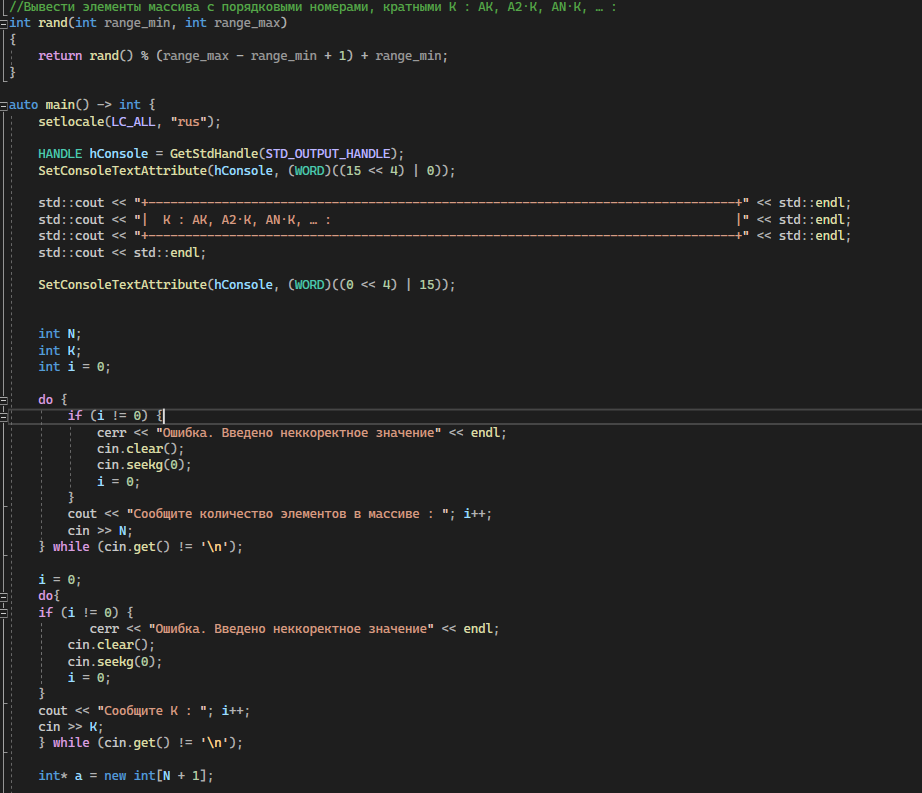 //Вывести элементы массива с порядковыми номерами, кратными К : АК, А2·К, АN·К, … :
int rand(int range_min, int range_max)
{
return rand() % (range_max - range_min + 1) + range_min;
}
auto main() -> int {
setlocale(LC_ALL, "rus");
HANDLE hConsole = GetStdHandle(STD_OUTPUT_HANDLE);
SetConsoleTextAttribute(hConsole, (WORD)((15 << 4) | 0));
std::cout << "+--------------------------------------------------------------------------------+" << std::endl;
std::cout << "|  К : АК, А2·К, АN·К, … :                                                       |" << std::endl;
std::cout << "+--------------------------------------------------------------------------------+" << std::endl;
std::cout << std::endl;
SetConsoleTextAttribute(hConsole, (WORD)((0 << 4) | 15));
int N;
int K;
int i = 0;
do {
if (i != 0) {
cerr << "Ошибка. Введено неккоректное значение" << endl;
cin.clear();
cin.seekg(0);
i = 0;
}
cout << "Сообщите количество элементов в массиве : "; i++;
cin >> N;
} while (cin.get() != '\n');
i = 0;
do{
if (i != 0) {
cerr << "Ошибка. Введено неккоректное значение" << endl;
cin.clear();
cin.seekg(0);
i = 0;
}
cout << "Сообщите К : "; i++;
cin >> K;
} while (cin.get() != '\n');
int* a = new int[N + 1];